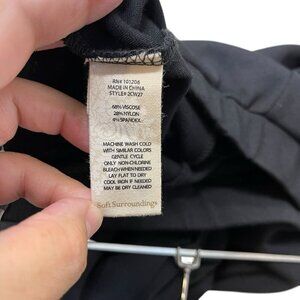 RN# 103206
MADE IN CHINA
STYLE# 2CW27
68% VISCOSE
28% NYLON
4% SPANDEX
MACHINE WASH COLD
WITH SIMILAR COLORS
GENTLE CYCLE
ONLY NON-CHLORINE
BLEACH WHEN NEEDED
LAY FLAT TO DRY
COOL IRON IF NEEDED
MAY BE DRY CLEANED
Soft Surroundings